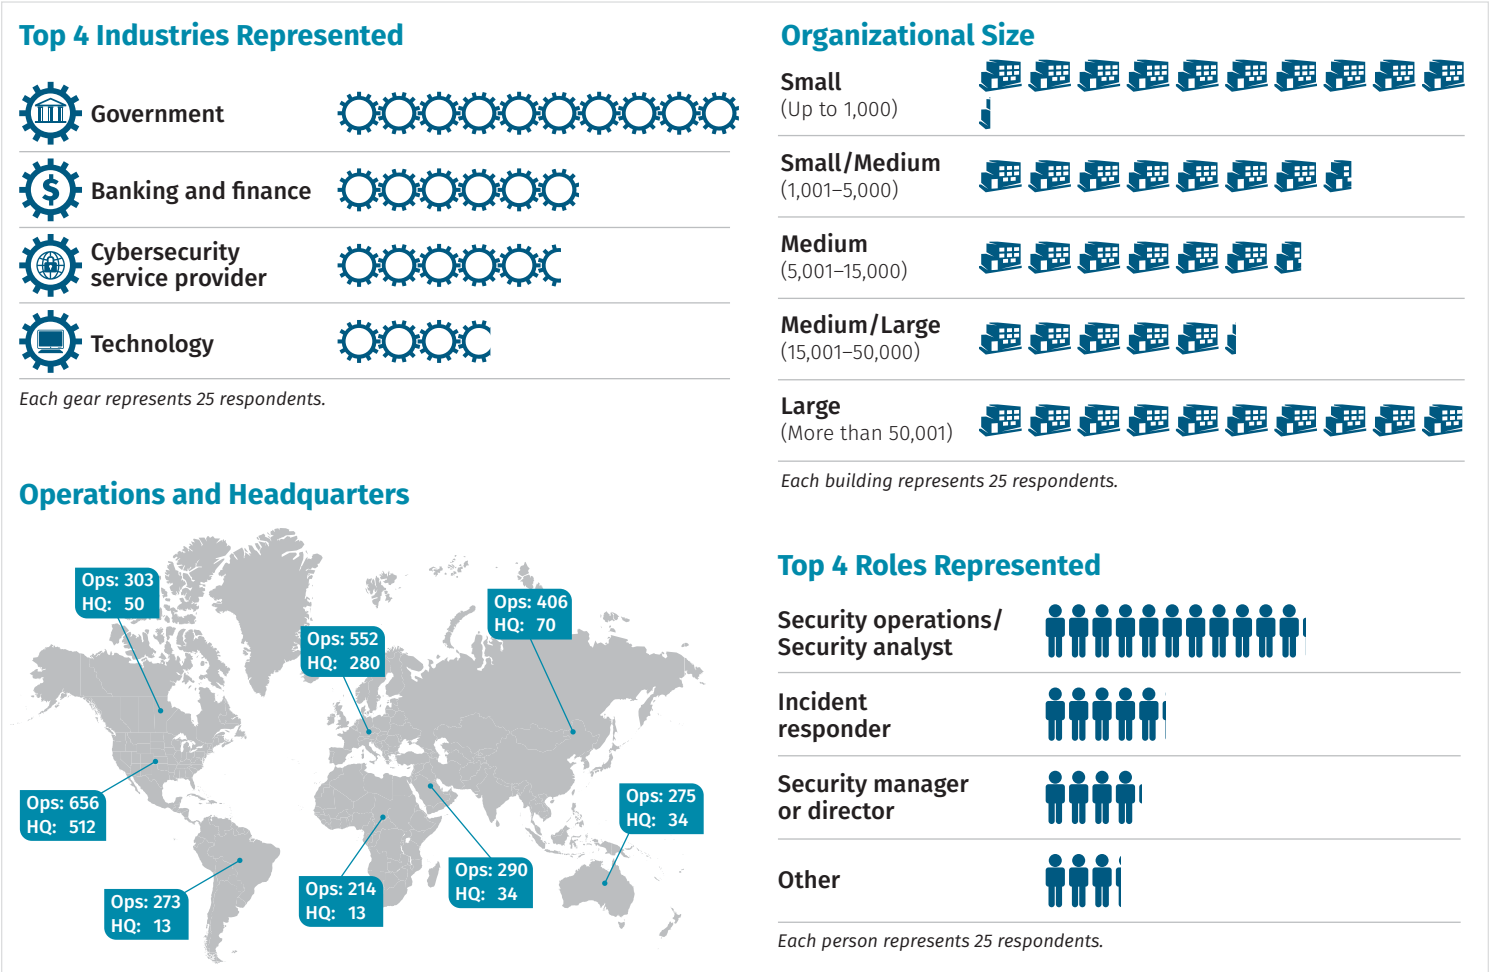 Top 4 Industries Represented
Government
Banking and finance
$
Cybersecurity
service provider
Technology
Each gear represents 25 respondents.
Operations and Headquarters
Ops: 303
HQ: 50
Ops: 552
HQ: 280
Ops: 406
HQ: 70
Ops: 656
HQ: 512
Ops: 273
HQ: 13
Ops: 214
HQ: 13
Ops: 290
HQ: 34
Ops: 275
HQ: 34
Organizational Size
Small
(Up to 1,000)
Small/Medium
(1,001–5,000)
Medium
(5,001–15,000)
Medium/Large
(15,001–50,000)
Large
(More than 50,001)
Each building represents 25 respondents.
Top 4 Roles Represented
Security operations/
Security analyst
Incident
responder
Security manager
or director
Other
Each person represents 25 respondents.